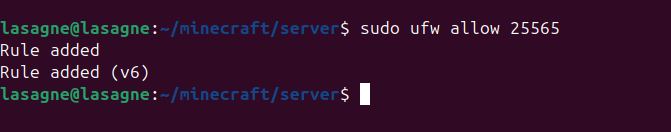 lasagne@lasagne:~/minecraft/server$ sudo ufw allow 25565
Rule added
Rule added (v6)
lasagne@lasagne:~/minecraft/server$